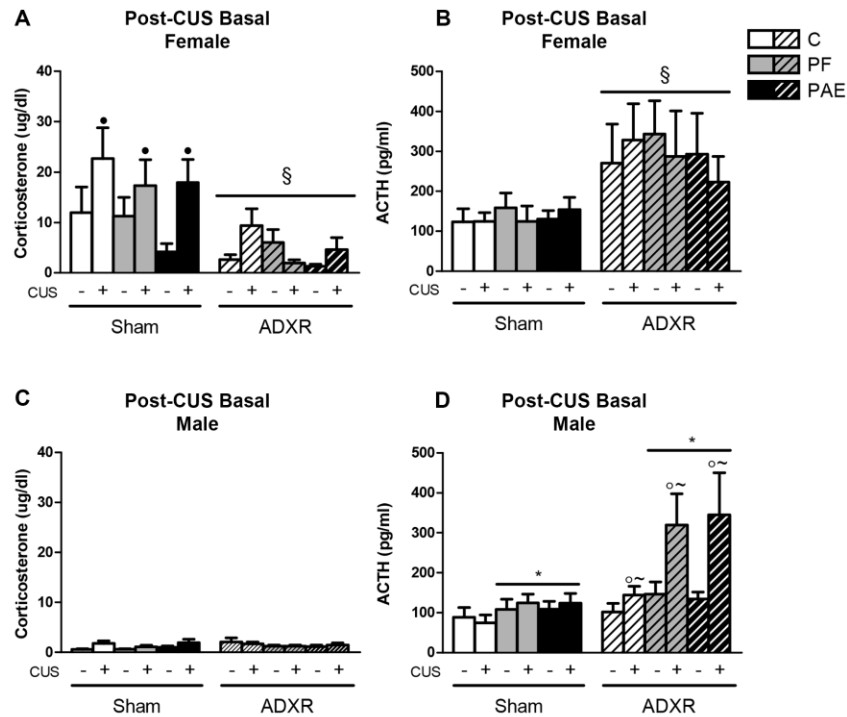 A
Post-CUS Basal
Female
Corticosterone (ug/dl)
40
30
20
10
0
•
•
•
§
CUS
- + - + - + - + - + - +
Sham ADXR
B
Post-CUS Basal
Female
ACTH (pg/ml)
500
400
300
200
100
0
§
- + - + - + - + - + - +
Sham ADXR
C
PF
PAE
C
Post-CUS Basal
Male
Corticosterone (ug/dl)
40
30
20
10
0
CUS
- + - + - + - + - + - +
Sham ADXR
D
Post-CUS Basal
Male
ACTH (pg/ml)
500
400
300
200
100
0
*
*
○~
○~
○~
CUS
- + - + - + - + - + - +
Sham ADXR